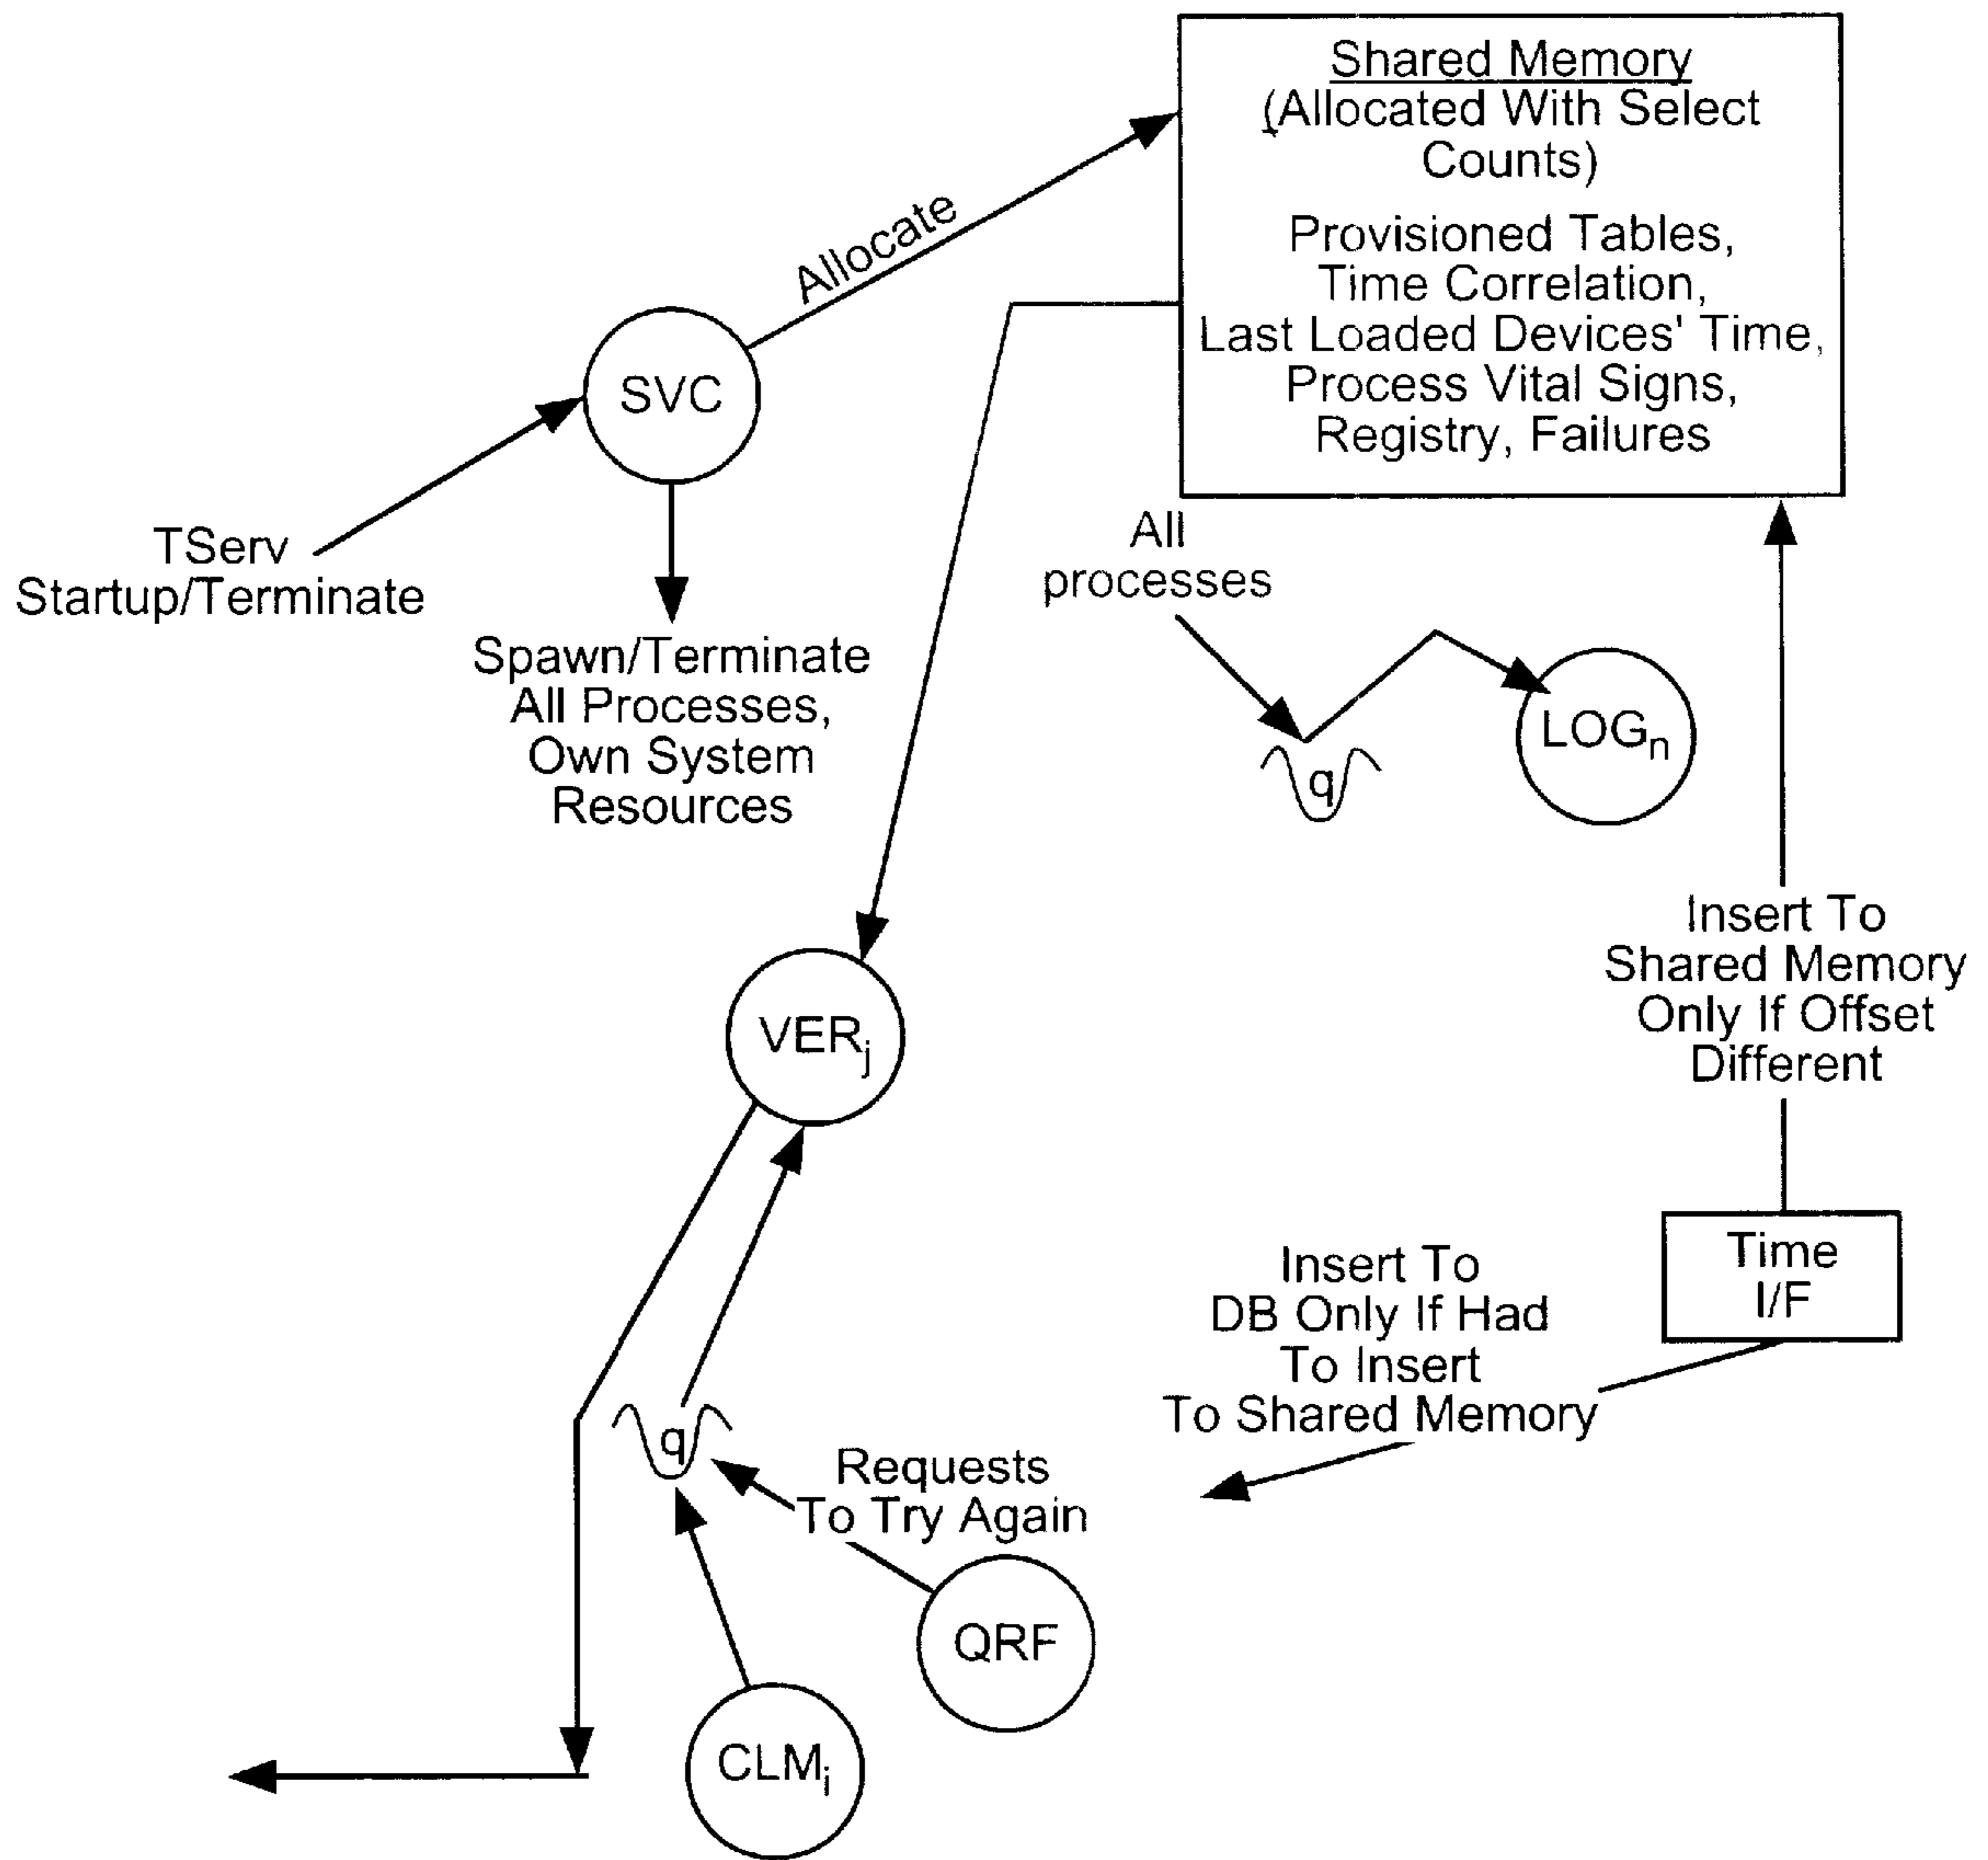 Shared Memory
(Allocated With Select
Counts)
Provisioned Tables,
Time Correlation,
Last Loaded Devices' Time,
Process Vital Signs,
Registry, Failures
Allocate
SVC
TServ
Startup/Terminate
Spawn/Terminate
All Processes,
Own System
Resources
All
processes
q
LOGn
Insert To
Shared Memory
Only If Offset
Different
VERj
Time
I/F
Insert To
DB Only If Had
To Insert
To Shared Memory
q
Requests
To Try Again
QRF
CLMi